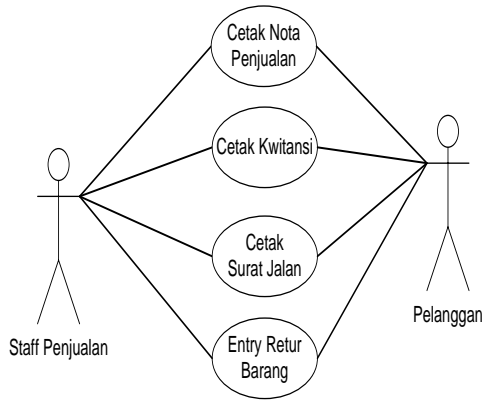 Cetak Nota
Penjualan
Cetak Kwitansi
Cetak
Surat Jalan
Entry Retur
Barang
Staff Penjualan
Pelanggan